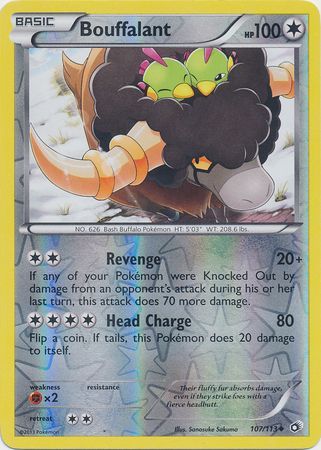 BASIC
Bouffalant
HP100
NO. 626 Bash Buffalo Pokémon HT: 5'03" WT: 208.6 lbs.
Revenge 20+
If any of your Pokémon were Knocked Out by
damage from an opponent's attack during his or her
last turn, this attack does 70 more damage.
Head Charge 80
Flip a coin. If tails, this Pokémon does 20 damage
to itself.
weakness resistance
×2
retreat
Their fluffy fur absorbs damage,
even if they strike foes with a
fierce headbutt.
©2013 Pokémon
Illus. Sanosuke Sakuma
107/113